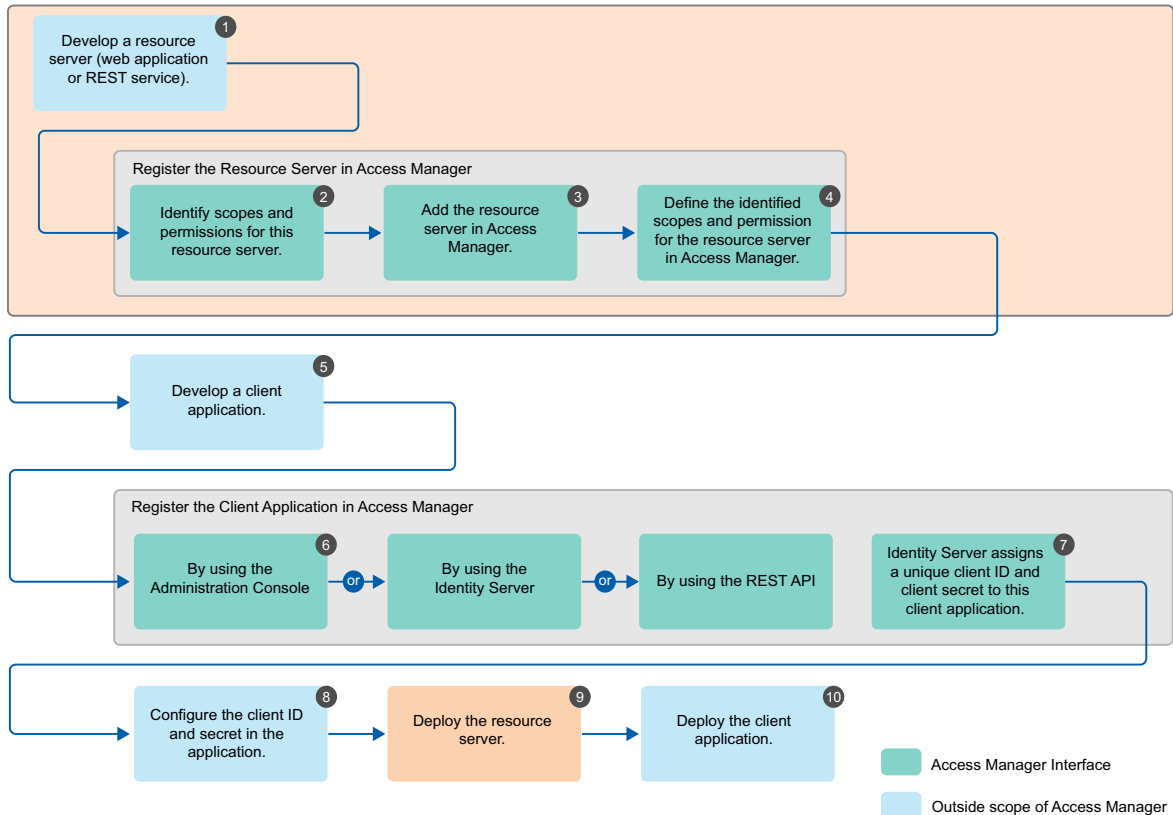 1
Develop a resource
server (web application
or REST service).
Register the Resource Server in Access Manager
2
Identify scopes and
permissions for this
resource server.
3
Add the resource
server in Access
Manager.
4
Define the identified
scopes and permission
for the resource server
in Access Manager.
5
Develop a client
application.
Register the Client Application in Access Manager
6
By using the
Administration Console
or
By using the
Identity Server
or
By using the REST API
7
Identity Server assigns
a unique client ID and
client secret to this
client application.
8
Configure the client ID
and secret in the
application.
9
Deploy the resource
server.
10
Deploy the client
application.
Access Manager Interface
Outside scope of Access Manager